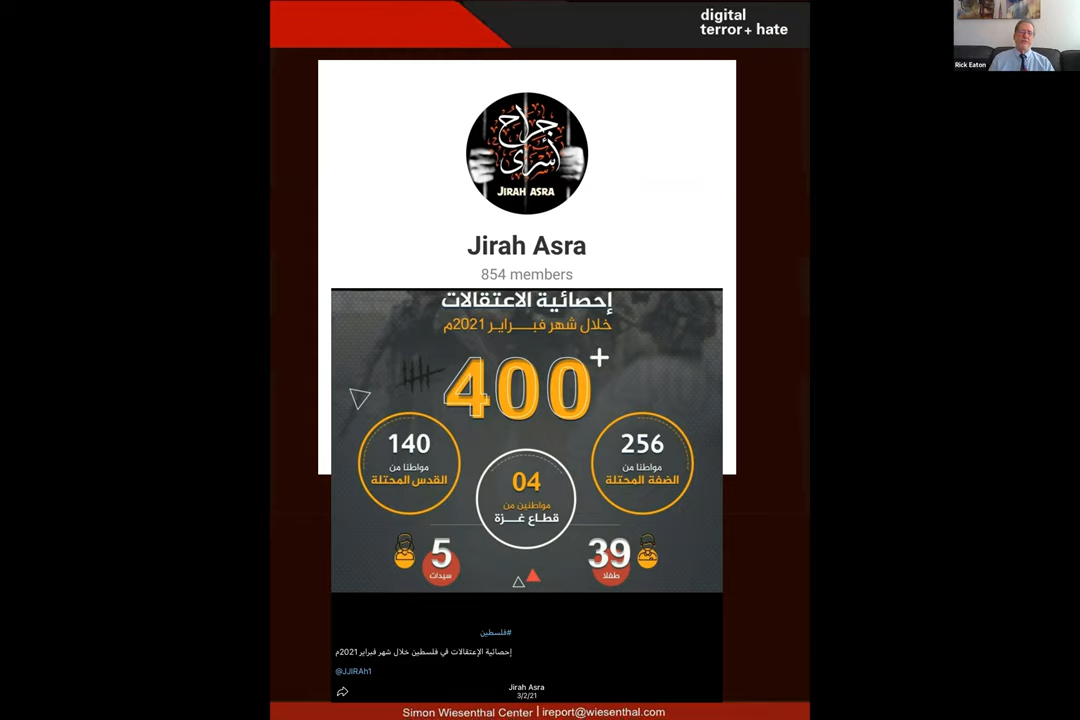 digital
terror+ hate
Rick Eaton
جراح
أسرى
JIRAH ASRA
Jirah Asra
854 members
إحصائية الاعتقالات
خلال شهر فبـــراير 2021م
400+
140
مواطنا من
القدس المحتلة
256
مواطنا من
الضفة المحتلة
04
مواطنين من
قطاع غـــزة
5
سيدات
39
طفلا
#فلسطين
إحصائية الإعتقالات في فلسطين خلال شهر فبراير 2021م
@JJIRAh1
Jirah Asra
3/2/21
Simon Wiesenthal Center | ireport@wiesenthal.com